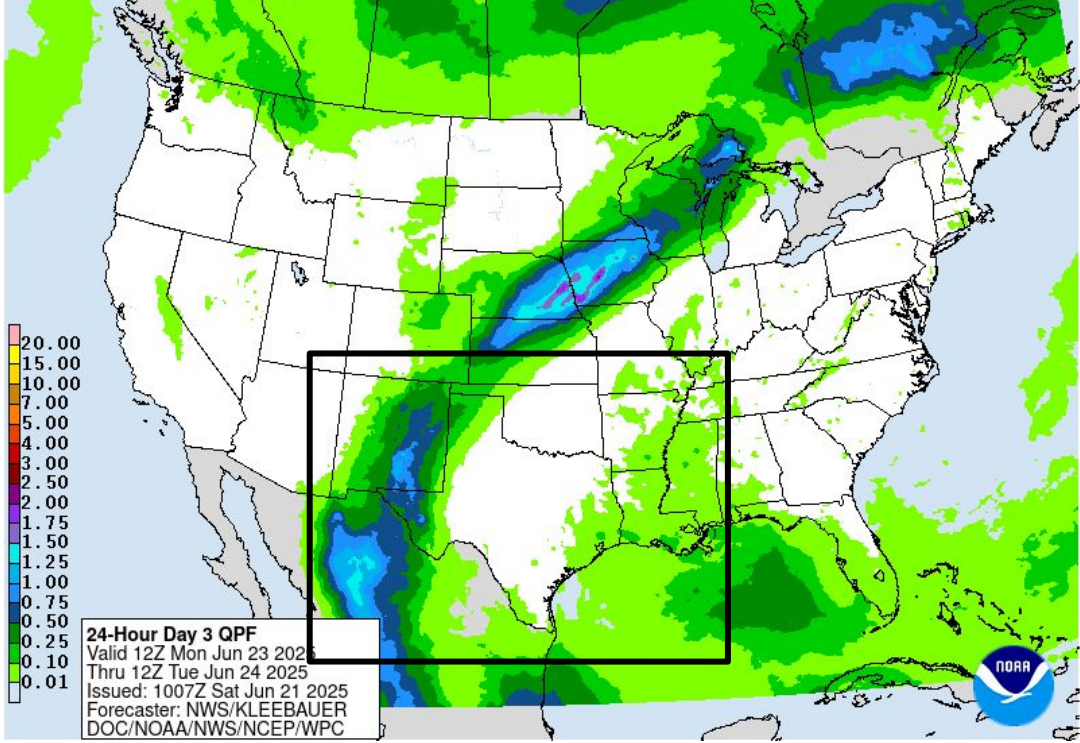 20.00
15.00
10.00
7.00
5.00
4.00
3.00
2.50
2.00
1.75
1.50
1.25
1.00
0.75
0.50
0.25
0.10
0.01
24-Hour Day 3 QPF
Valid 12Z Mon Jun 23 2025
Thru 12Z Tue Jun 24 2025
Issued: 1007Z Sat Jun 21 2025
Forecaster: NWS/KLEEBAUER
DOC/NOAA/NWS/NCEP/WPC
NOAA